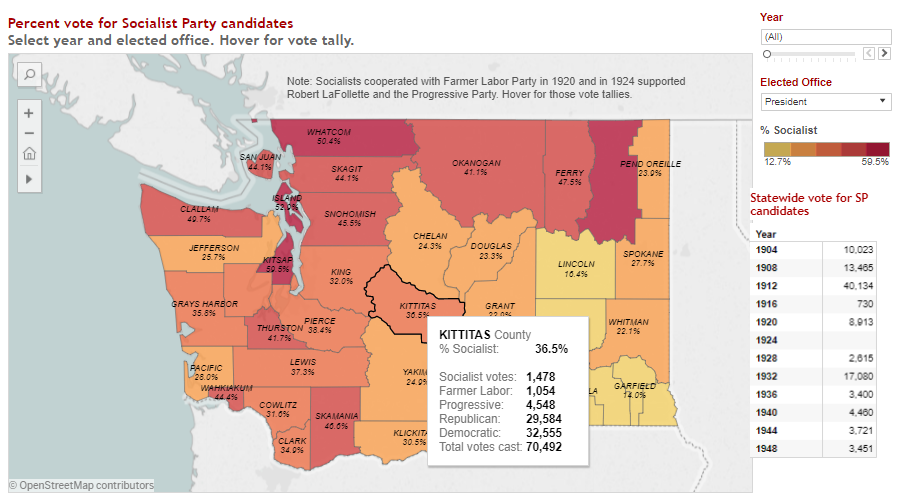 Percent vote for Socialist Party candidates
Select year and elected office. Hover for vote tally.
Note: Socialists cooperated with Farmer Labor Party in 1920 and in 1924 supported
Robert LaFollette and the Progressive Party. Hover for those vote tallies.
WHATCOM
50.4%
SAN JUAN
44.1%
SKAGIT
44.1%
OKANOGAN
41.1%
FERRY
47.5%
PEND OREILLE
23.9%
ISLAND
CLALLAM
49.7%
SNOHOMISH
45.5%
CHELAN
24.3%
DOUGLAS
23.3%
JEFFERSON
25.7%
KITSAP
59.5%
KING
32.0%
LINCOLN
16.4%
SPOKANE
27.7%
GRAYS HARBOR
35.8%
KITTITAS
36.5%
GRANT
THURSTON
41.7%
PIERCE
38.4%
WHITMAN
22.1%
PACIFIC
28.0%
LEWIS
37.3%
YAKIM
24.9%
WAHKIAKUM
44.4%
COWLITZ
31.6%
SKAMANIA
46.6%
LA
GARFIELD
14.0%
CLARK
34.9%
KLICKITA
30.5%
KITTITAS County
% Socialist: 36.5%
Socialist votes: 1,478
Farmer Labor: 1,054
Progressive: 4,548
Republican: 29,584
Democratic: 32,555
Total votes cast: 70,492
© OpenStreetMap contributors
Year
(All)
Elected Office
President
% Socialist
12.7% 59.5%
Statewide vote for SP
candidates
Year
1904 10,023
1908 13,465
1912 40,134
1916 730
1920 8,913
1924
1928 2,615
1932 17,080
1936 3,400
1940 4,460
1944 3,721
1948 3,451